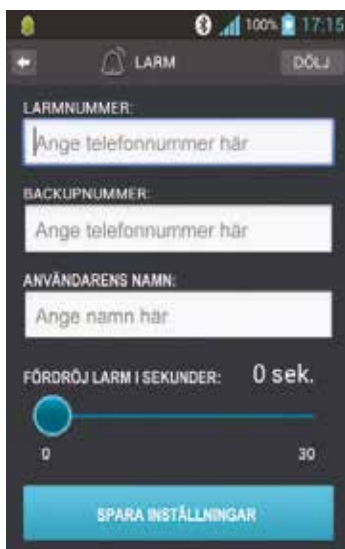 100% 17:15
LARM DÖLJ
LARMNUMMER:
Ange telefonnummer här
BACKUPNUMMER:
Ange telefonnummer här
ANVÄNDARENS NAMN:
Ange namn här
FÖRDRÖJ LARM I SEKUNDER: 0 sek.
0 30
SPARA INSTÄLLNINGAR